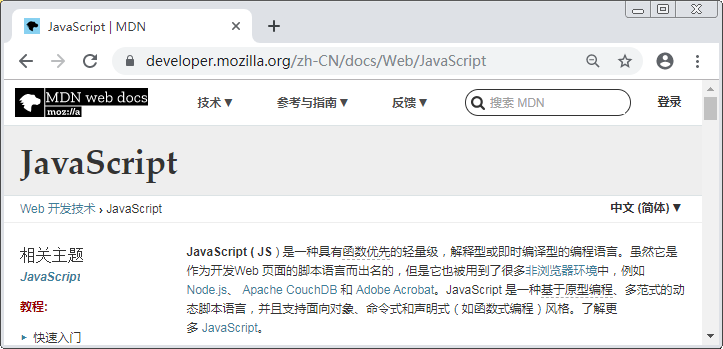 JavaScript | MDN
developer.mozilla.org/zh-CN/docs/Web/JavaScript
MDN web docs
moz://a
技术 ▼ 参考与指南 ▼ 反馈 ▼ 搜索 MDN 登录
JavaScript
Web 开发技术 › JavaScript 中文 (简体) ▼
相关主题
JavaScript
教程:
快速入门
JavaScript ( JS ) 是一种具有函数优先的轻量级，解释型或即时编译型的编程语言。虽然它是
作为开发Web 页面的脚本语言而出名的，但是它也被用到了很多非浏览器环境中，例如
Node.js、 Apache CouchDB 和 Adobe Acrobat。JavaScript 是一种基于原型编程、多范式的动
态脚本语言，并且支持面向对象、命令式和声明式（如函数式编程）风格。了解更
多 JavaScript。